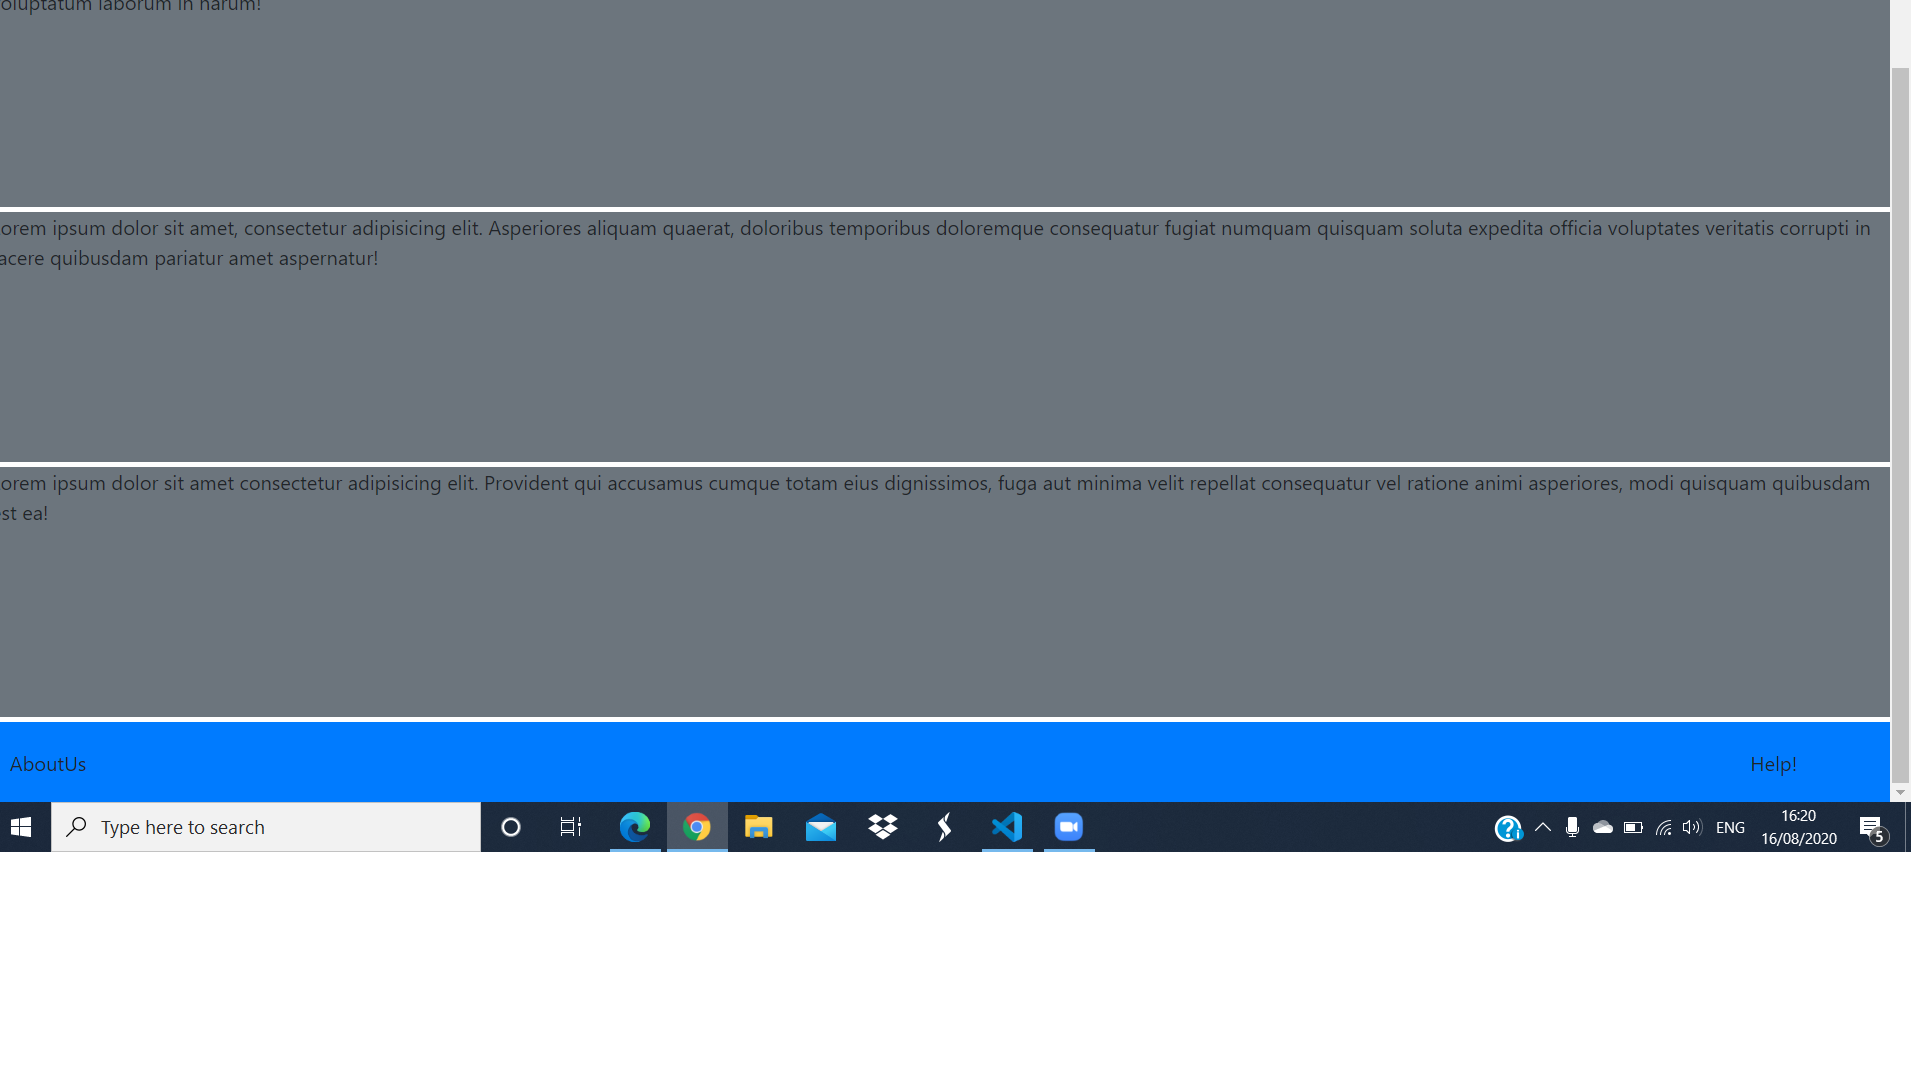 voluptatum laborum in harum!
orem ipsum dolor sit amet, consectetur adipisicing elit. Asperiores aliquam quaerat, doloribus temporibus doloremque consequatur fugiat numquam quisquam soluta expedita officia voluptates veritatis corrupti in
acere quibusdam pariatur amet aspernatur!
orem ipsum dolor sit amet consectetur adipisicing elit. Provident qui accusamus cumque totam eius dignissimos, fuga aut minima velit repellat consequatur vel ratione animi asperiores, modi quisquam quibusdam
est ea!
AboutUs Help!
Type here to search ENG 16:20
16/08/2020 5